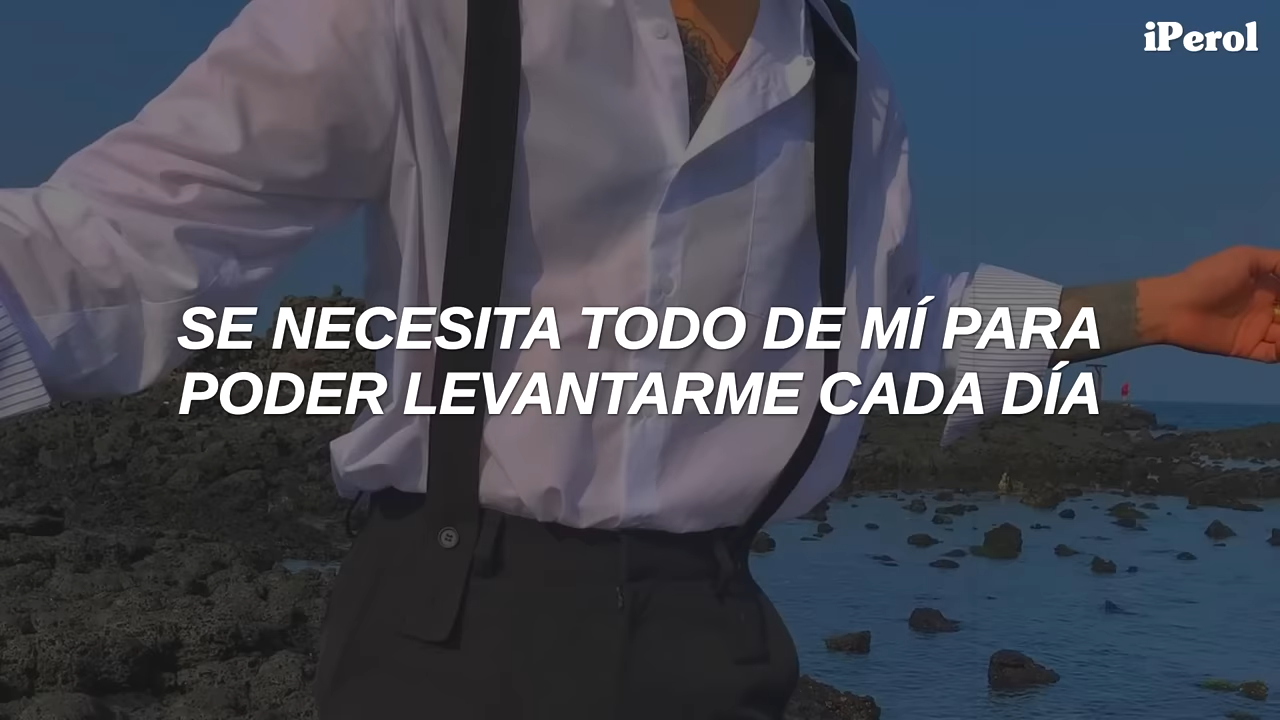 iPerol
SE NECESITA TODO DE MÍ PARA
PODER LEVANTARME CADA DÍA